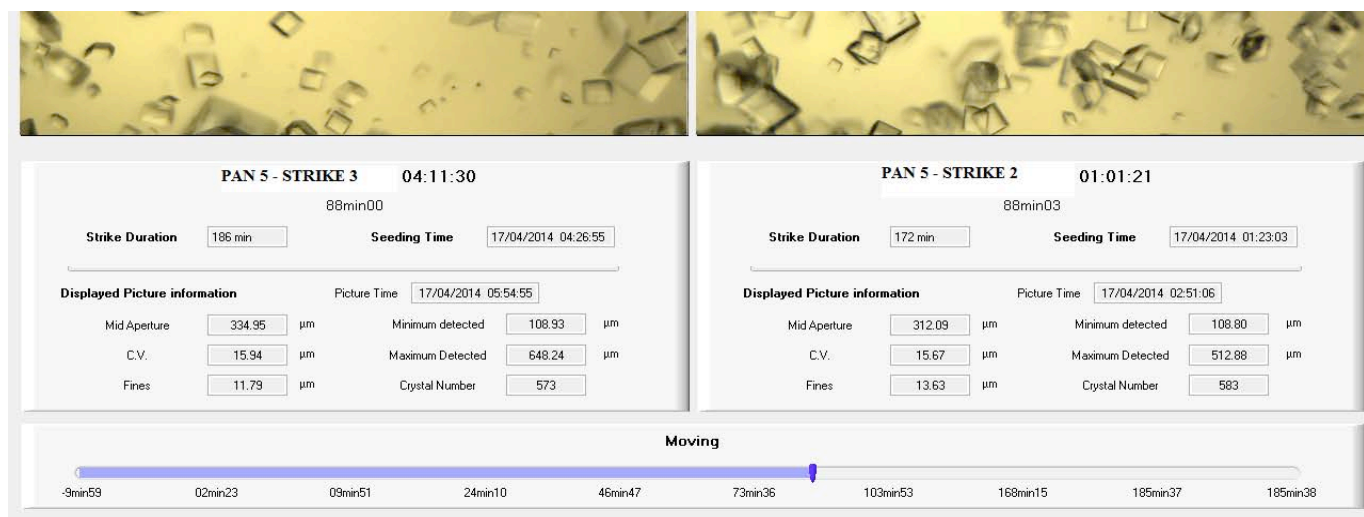 PAN 5 - STRIKE 3 04:11:30
88min00
Strike Duration 186 min Seeding Time 17/04/2014 04:26:55
Displayed Picture information Picture Time 17/04/2014 05:54:55
Mid Aperture 334.95 µm Minimum detected 108.93 µm
C.V. 15.94 µm Maximum Detected 648.24 µm
Fines 11.79 µm Crystal Number 573
PAN 5 - STRIKE 2 01:01:21
88min03
Strike Duration 172 min Seeding Time 17/04/2014 01:23:03
Displayed Picture information Picture Time 17/04/2014 02:51:06
Mid Aperture 312.09 µm Minimum detected 108.80 µm
C.V. 15.67 µm Maximum Detected 512.88 µm
Fines 13.63 µm Crystal Number 583
Moving
-9min59 02min23 09min51 24min10 46min47 73min36 103min53 168min15 185min37 185min38